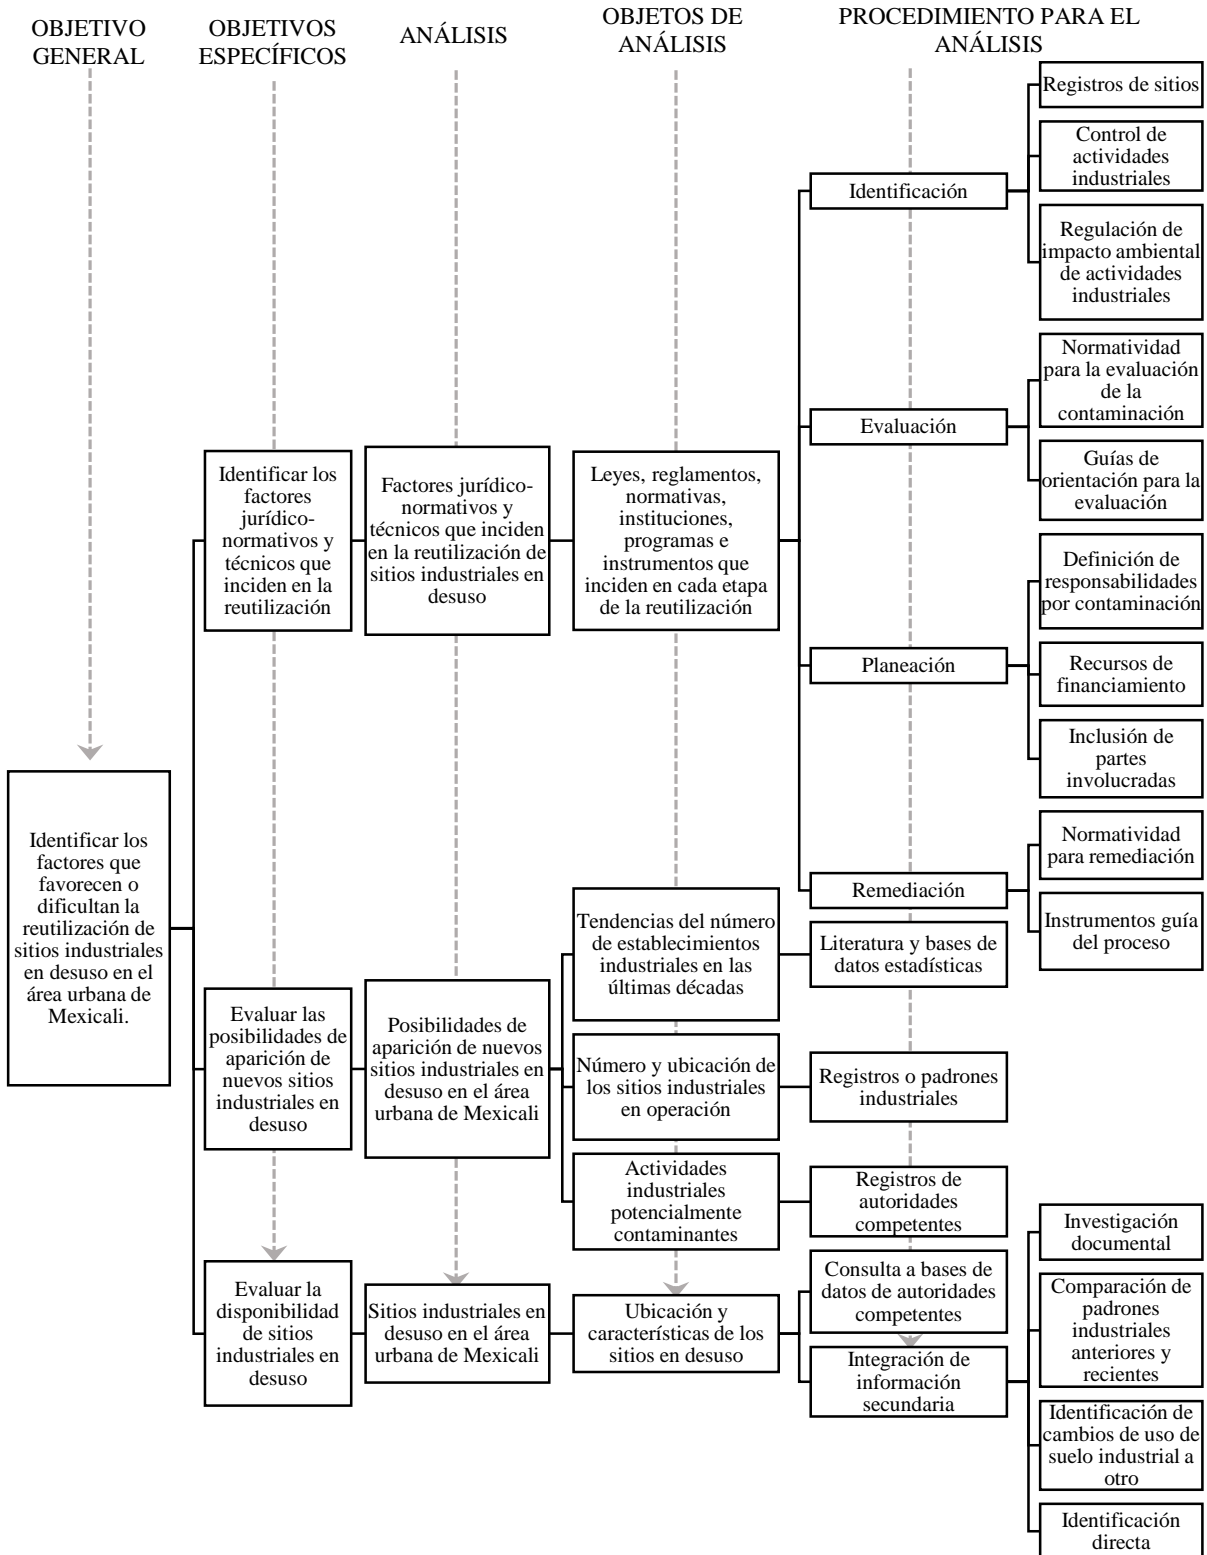 OBJETIVO
GENERAL
OBJETIVOS
ESPECÍFICOS
ANÁLISIS
OBJETOS DE
ANÁLISIS
PROCEDIMIENTO PARA EL
ANÁLISIS
Identificar los
factores que
favorecen o
dificultan la
reutilización de
sitios industriales
en desuso en el
área urbana de
Mexicali.
Identificar los
factores
jurídico-
normativos y
técnicos que
inciden en la
reutilización
Factores jurídico-
normativos y
técnicos que inciden
en la reutilización de
sitios industriales en
desuso
Leyes, reglamentos,
normativas,
instituciones,
programas e
instrumentos que
inciden en cada etapa
de la reutilización
Identificación
Registros de sitios
Control de
actividades
industriales
Regulación de
impacto ambiental
de actividades
industriales
Evaluación
Normatividad
para la evaluación
de la
contaminación
Guías de
orientación para la
evaluación
Planeación
Definición de
responsabilidades
por contaminación
Recursos de
financiamiento
Inclusión de
partes
involucradas
Remediación
Normatividad
para remediación
Instrumentos guía
del proceso
Evaluar las
posibilidades de
aparición de
nuevos sitios
industriales en
desuso
Posibilidades de
aparición de nuevos
sitios industriales en
desuso en el área
urbana de Mexicali
Tendencias del número
de establecimientos
industriales en las
últimas décadas
Literatura y bases de
datos estadísticas
Número y ubicación de
los sitios industriales
en operación
Registros o padrones
industriales
Actividades
industriales
potencialmente
contaminantes
Registros de
autoridades
competentes
Evaluar la
disponibilidad
de sitios
industriales en
desuso
Sitios industriales en
desuso en el área
urbana de Mexicali
Ubicación y
características de los
sitios en desuso
Consulta a bases de
datos de autoridades
competentes
Integración de
información
secundaria
Investigación
documental
Comparación de
padrones
industriales
anteriores y
recientes
Identificación de
cambios de uso de
suelo industrial a
otro
Identificación
directa